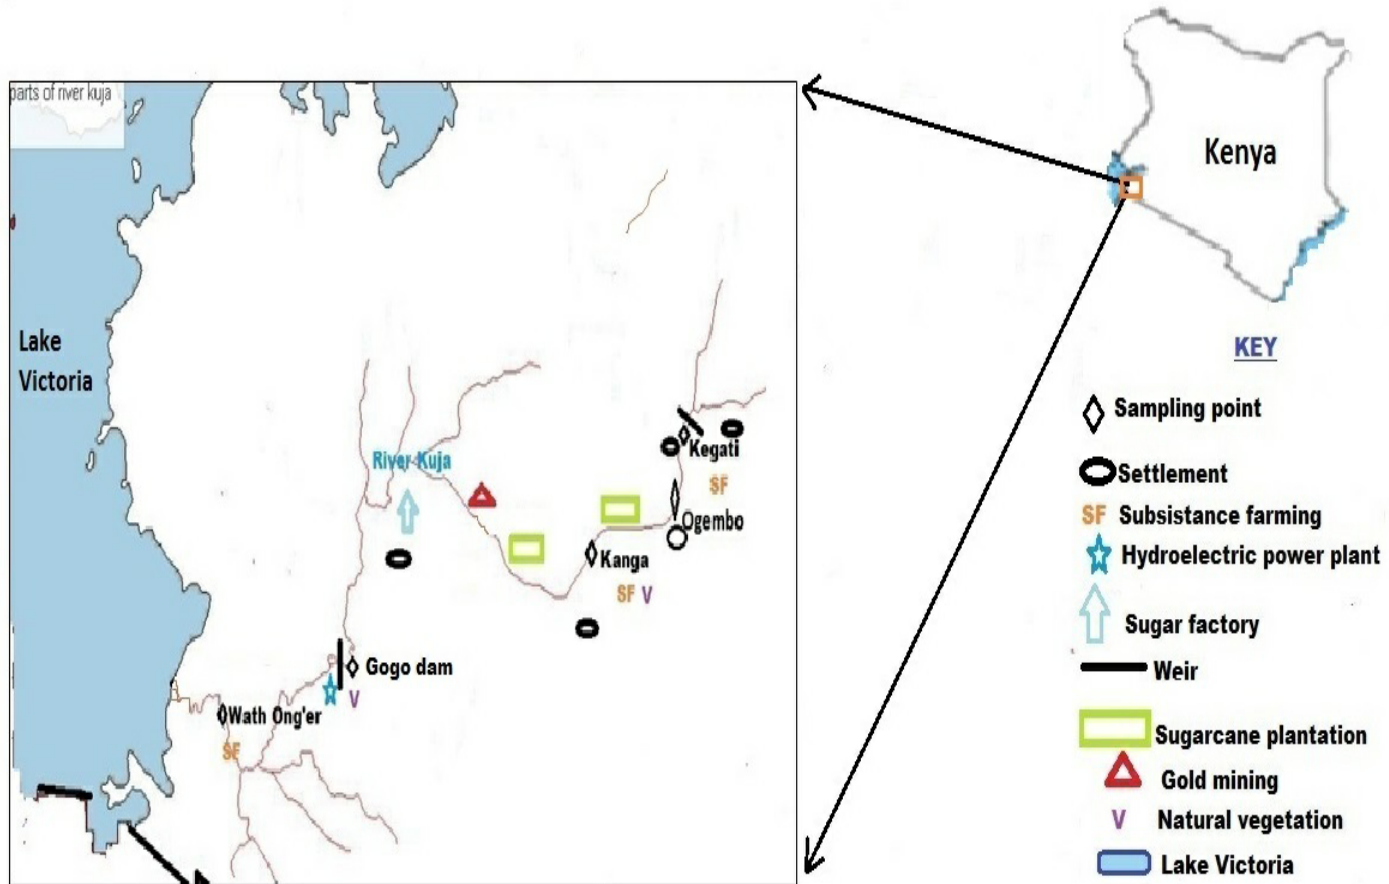 parts of river kuja
Kenya
Lake
Victoria
River Kuja
Kegati
SF
Ogembo
Kanga
SF V
Gogo dam
V
Wath Ong'er
SF
KEY
Sampling point
Settlement
SF Subsistance farming
Hydroelectric power plant
Sugar factory
Weir
Sugarcane plantation
Gold mining
V Natural vegetation
Lake Victoria